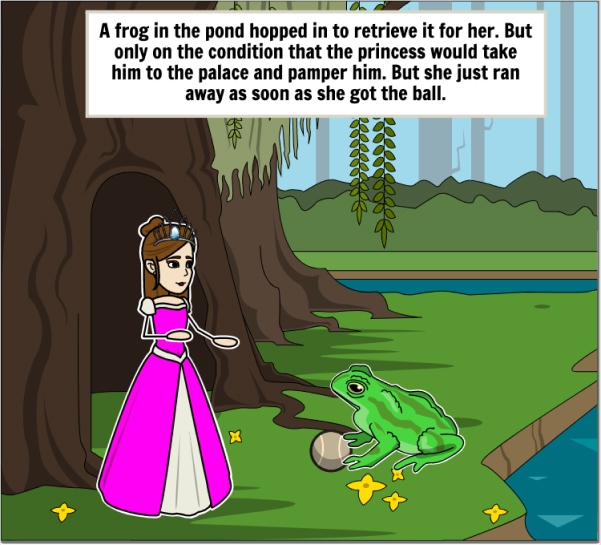 A frog in the pond hopped in to retrieve it for her. But
only on the condition that the princess would take
him to the palace and pamper him. But she just ran
away as soon as she got the ball.